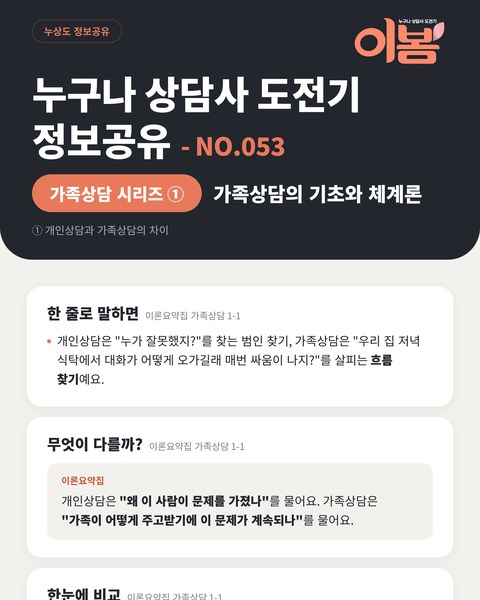 누상도 정보공유
누구나 상담사 도전기
이봄
누구나 상담사 도전기
정보공유 - NO.053
가족상담 시리즈 ① 가족상담의 기초와 체계론
① 개인상담과 가족상담의 차이
한 줄로 말하면 이론요약집 가족상담 1-1
• 개인상담은 "누가 잘못했지?"를 찾는 범인 찾기, 가족상담은 "우리 집 저녁
식탁에서 대화가 어떻게 오가길래 매번 싸움이 나지?"를 살피는 흐름
찾기예요.
무엇이 다를까? 이론요약집 가족상담 1-1
이론요약집
개인상담은 "왜 이 사람이 문제를 가졌나"를 물어요. 가족상담은
"가족이 어떻게 주고받기에 이 문제가 계속되나"를 물어요.
한눈에 비교 이론요약집 가족상담 1-1